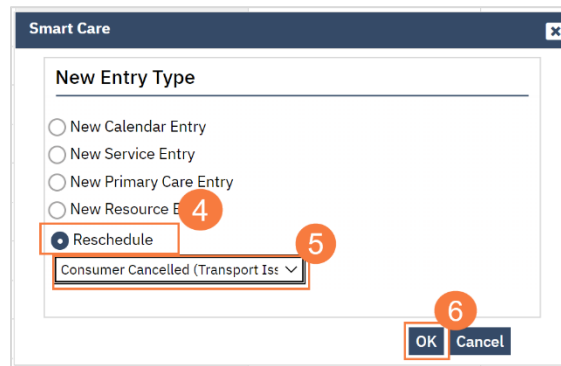 Smart Care
New Entry Type
New Calendar Entry
New Service Entry
New Primary Care Entry
New Resource E
4
Reschedule
5
Consumer Cancelled (Transport Iss
6
OK Cancel